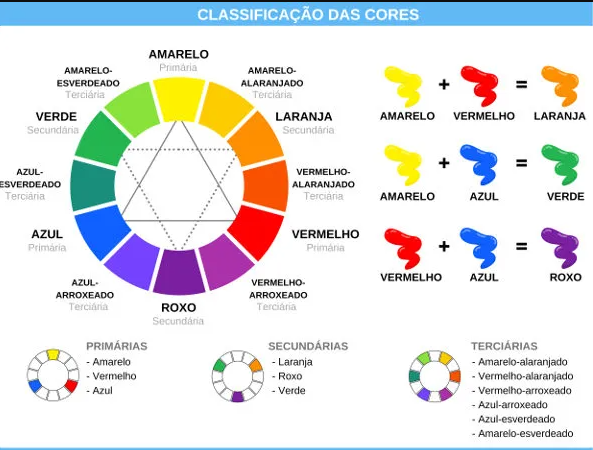 CLASSIFICAÇÃO DAS CORES
AMARELO
Primária
AMARELO-
ESVERDEADO
Terciária
AMARELO-
ALARANJADO
Terciária
VERDE
Secundária
LARANJA
Secundária
AZUL-
ESVERDEADO
Terciária
VERMELHO-
ALARANJADO
Terciária
AZUL
Primária
VERMELHO
Primária
AZUL-
ARROXEADO
Terciária
VERMELHO-
ARROXEADO
Terciária
ROXO
Secundária
+ =
AMARELO VERMELHO LARANJA
+ =
AMARELO AZUL VERDE
+ =
VERMELHO AZUL ROXO
PRIMÁRIAS
- Amarelo
- Vermelho
- Azul
SECUNDÁRIAS
- Laranja
- Roxo
- Verde
TERCIÁRIAS
- Amarelo-alaranjado
- Vermelho-alaranjado
- Vermelho-arroxeado
- Azul-arroxeado
- Azul-esverdeado
- Amarelo-esverdeado